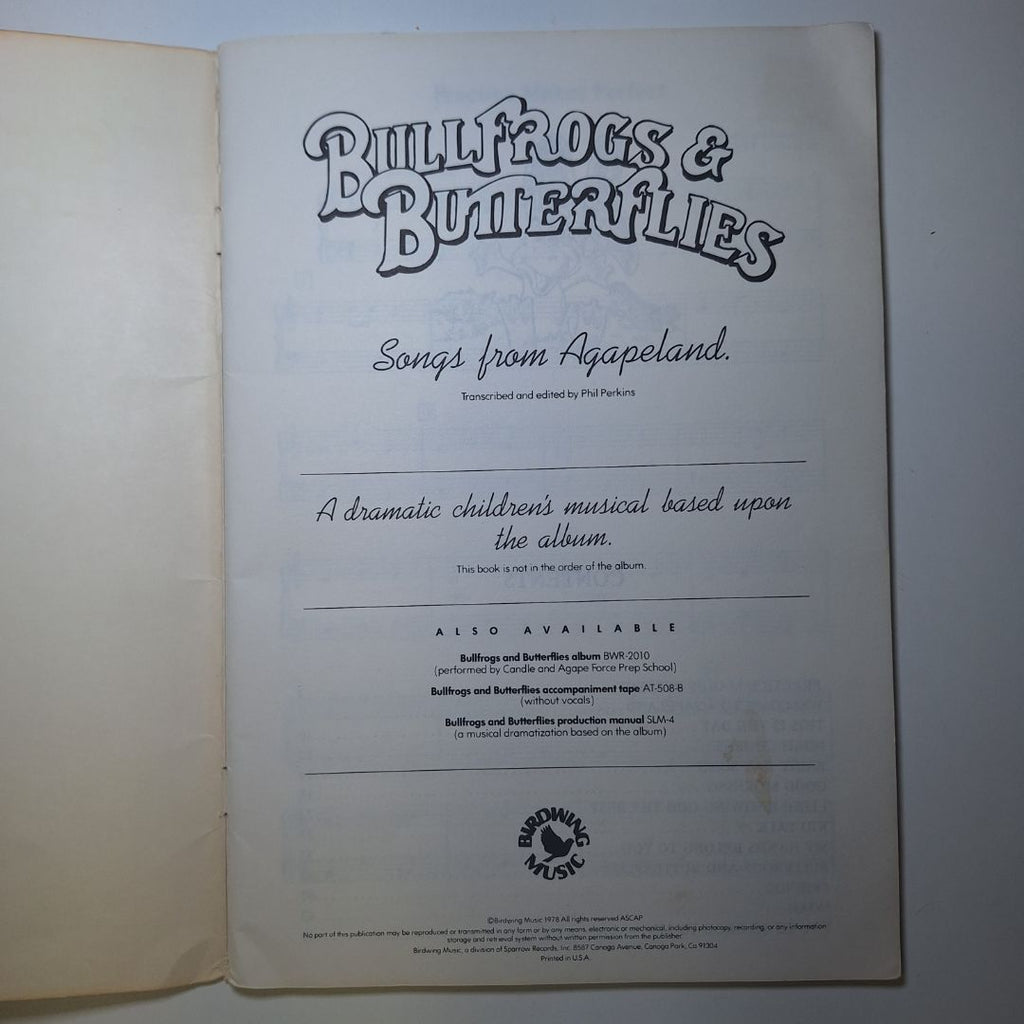 BULLFROGS &
BUTTERFLIES
Songs from Agapeland.
Transcribed and edited by Phil Perkins
A dramatic children's musical based upon
the album.
This book is not in the order of the album.
ALSO AVAILABLE
Bullfrogs and Butterflies album BWR-2010
(performed by Candle and Agape Force Prep School)
Bullfrogs and Butterflies accompaniment tape AT-508-B
(without vocals)
Bullfrogs and Butterflies production manual SLM-4
(a musical dramatization based on the album)
BIRDWING
MUSIC
©Birdwing Music 1978 All rights reserved ASCAP
No part of this publication may be reproduced or transmitted in any form or by any means, electronic or mechanical, including photocopy, recording, or any information
storage and retrieval system without written permission from the publisher
Birdwing Music, a division of Sparrow Records, Inc. 8587 Canoga Avenue, Canoga Park, Ca 91304
Printed in U.S.A.